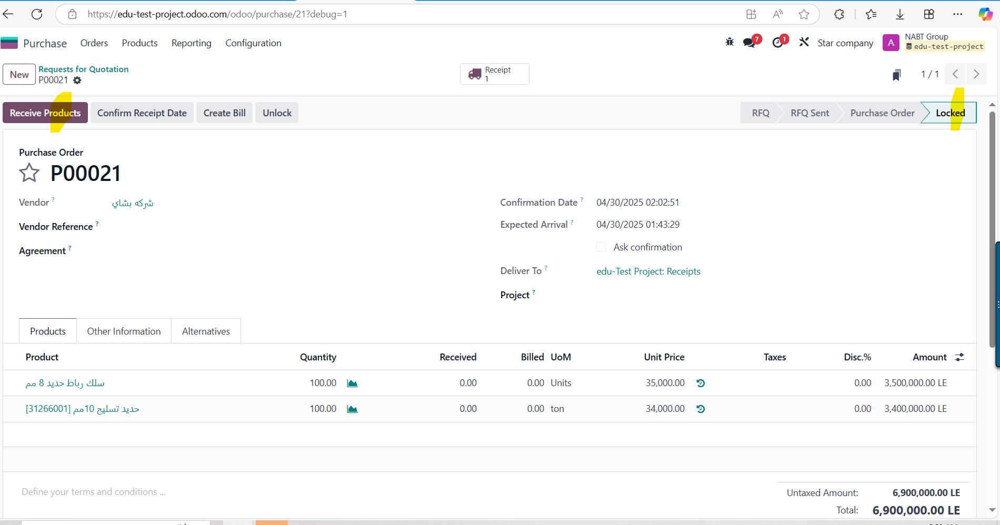 https://edu-test-project.odoo.com/odoo/purchase/21?debug=1
Purchase Orders Products Reporting Configuration
7 1 Star company A NABT Group
edu-test-project
New Requests for Quotation
P00021
Receipt
1
1 / 1
Receive Products Confirm Receipt Date Create Bill Unlock RFQ RFQ Sent Purchase Order Locked
Purchase Order
P00021
Vendor ? شركه بشاي
Vendor Reference ?
Agreement ?
Confirmation Date ? 04/30/2025 02:02:51
Expected Arrival ? 04/30/2025 01:43:29
Ask confirmation
Deliver To ? edu-Test Project: Receipts
Project ?
Products Other Information Alternatives
Product Quantity Received Billed UoM Unit Price Taxes Disc.% Amount
سلك رباط حديد 8 مم 100.00 0.00 0.00 Units 35,000.00 0.00 3,500,000.00 LE
[31266001] حديد تسليح 10مم 100.00 0.00 0.00 ton 34,000.00 0.00 3,400,000.00 LE
Define your terms and conditions ...
Untaxed Amount: 6,900,000.00 LE
Total: 6,900,000.00 LE